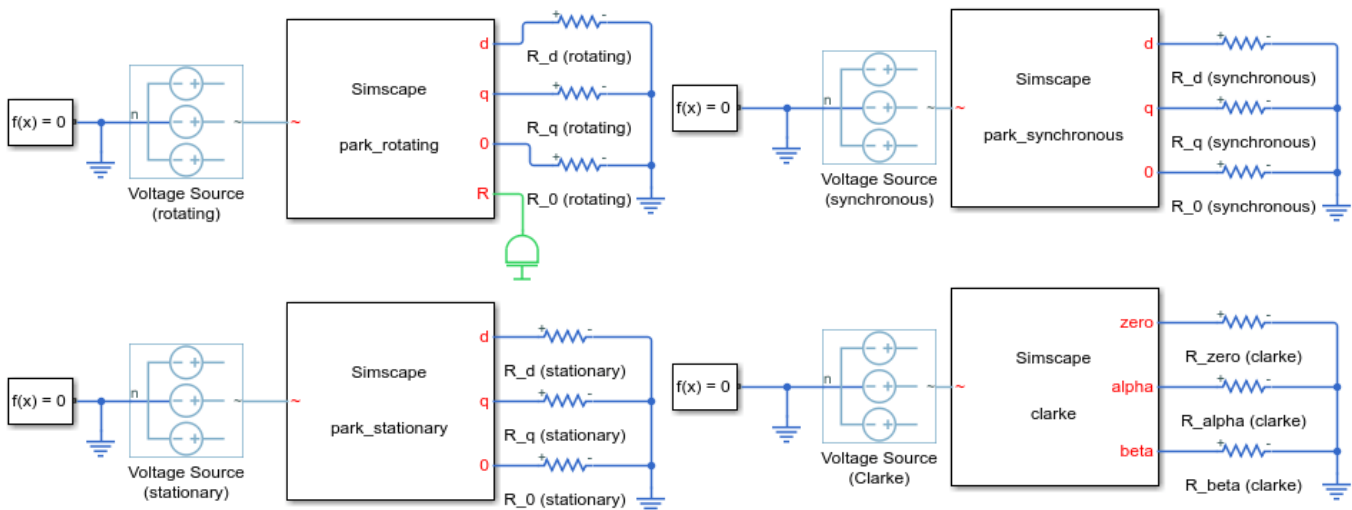 f(x) = 0
n
~
Voltage Source
(rotating)
~
Simscape
park_rotating
d
q
0
R
+
-
R_d (rotating)
+
-
R_q (rotating)
+
-
R_0 (rotating)
f(x) = 0
n
~
Voltage Source
(synchronous)
~
Simscape
park_synchronous
d
q
0
+
-
R_d (synchronous)
+
-
R_q (synchronous)
+
-
R_0 (synchronous)
f(x) = 0
n
~
Voltage Source
(stationary)
~
Simscape
park_stationary
d
q
0
+
-
R_d (stationary)
+
-
R_q (stationary)
+
-
R_0 (stationary)
f(x) = 0
n
~
Voltage Source
(Clarke)
~
Simscape
clarke
zero
alpha
beta
+
-
R_zero (clarke)
+
-
R_alpha (clarke)
+
-
R_beta (clarke)